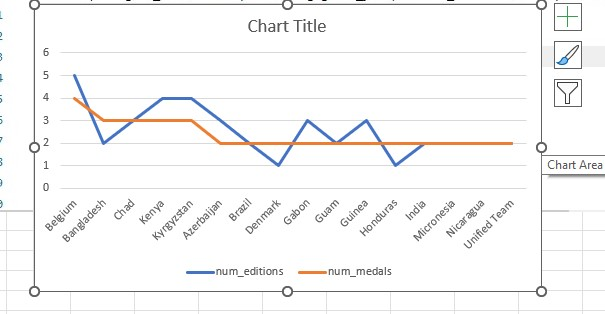 Chart Title
6
5
4
3
2
1
0
Belgium
Bangladesh
Chad
Kenya
Kyrgyzstan
Azerbaijan
Brazil
Denmark
Gabon
Guam
Guinea
Honduras
India
Micronesia
Nicaragua
Unified Team
num_editions num_medals
Chart Area